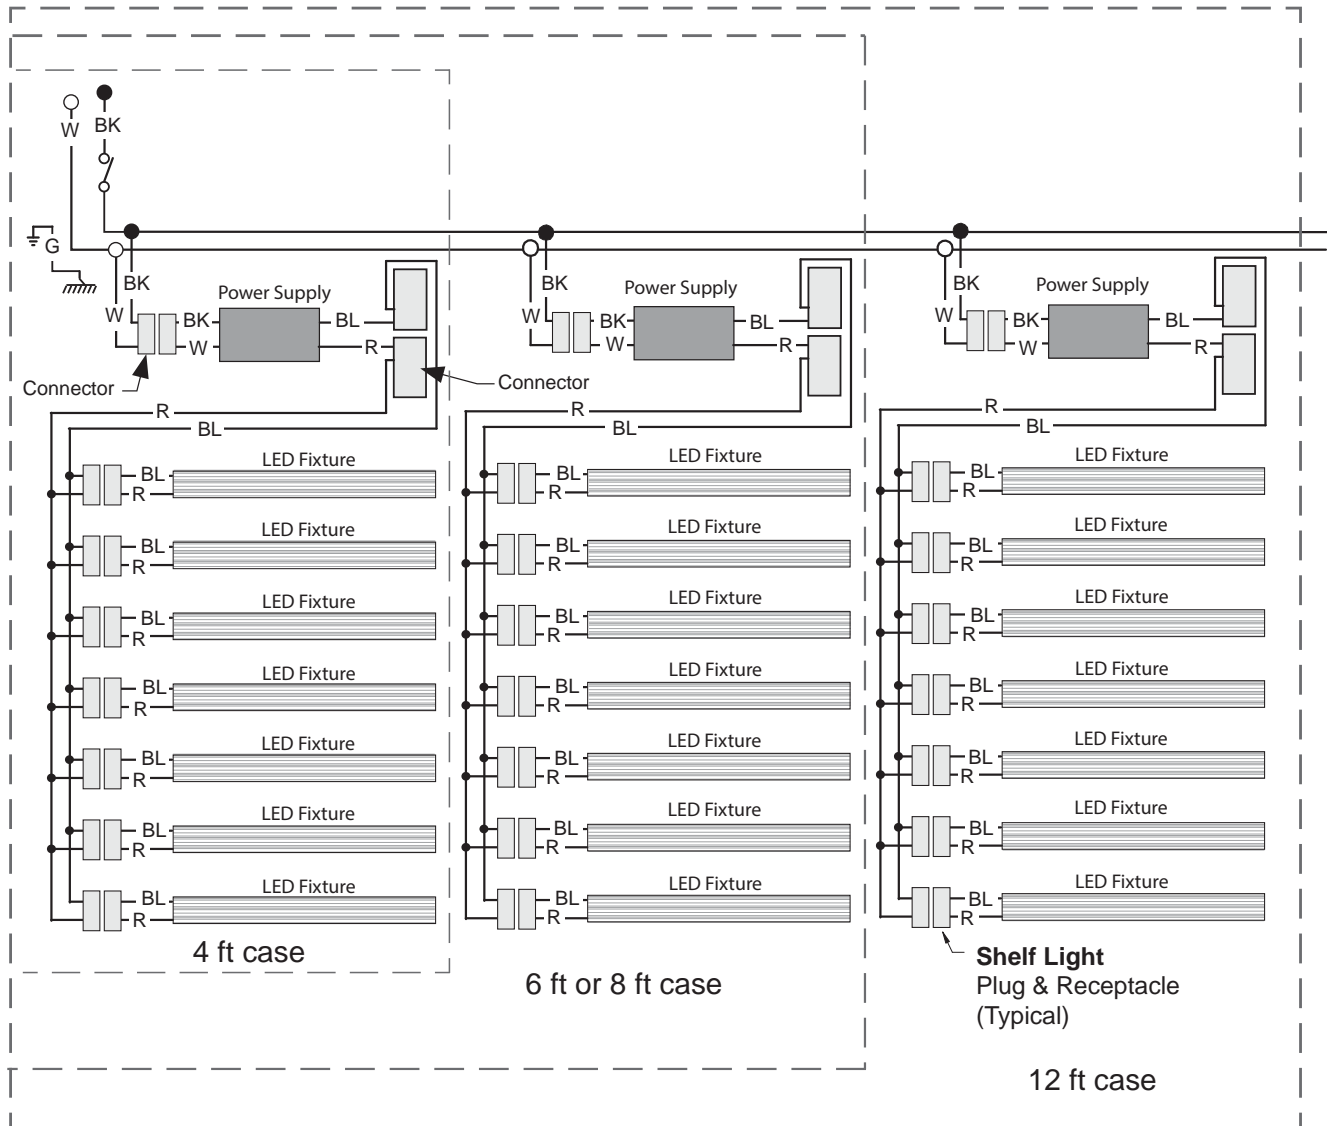 W
BK
G
BK
W
Power Supply
BK
W
BL
R
Connector
Connector
R
BL
LED Fixture
BL
R
LED Fixture
BL
R
LED Fixture
BL
R
LED Fixture
BL
R
LED Fixture
BL
R
LED Fixture
BL
R
LED Fixture
BL
R
4 ft case
BK
W
Power Supply
BK
W
BL
R
R
BL
LED Fixture
BL
R
LED Fixture
BL
R
LED Fixture
BL
R
LED Fixture
BL
R
LED Fixture
BL
R
LED Fixture
BL
R
LED Fixture
BL
R
6 ft or 8 ft case
BK
W
Power Supply
BK
W
BL
R
R
BL
LED Fixture
BL
R
LED Fixture
BL
R
LED Fixture
BL
R
LED Fixture
BL
R
LED Fixture
BL
R
LED Fixture
BL
R
LED Fixture
BL
R
Shelf Light
Plug & Receptacle
(Typical)
12 ft case